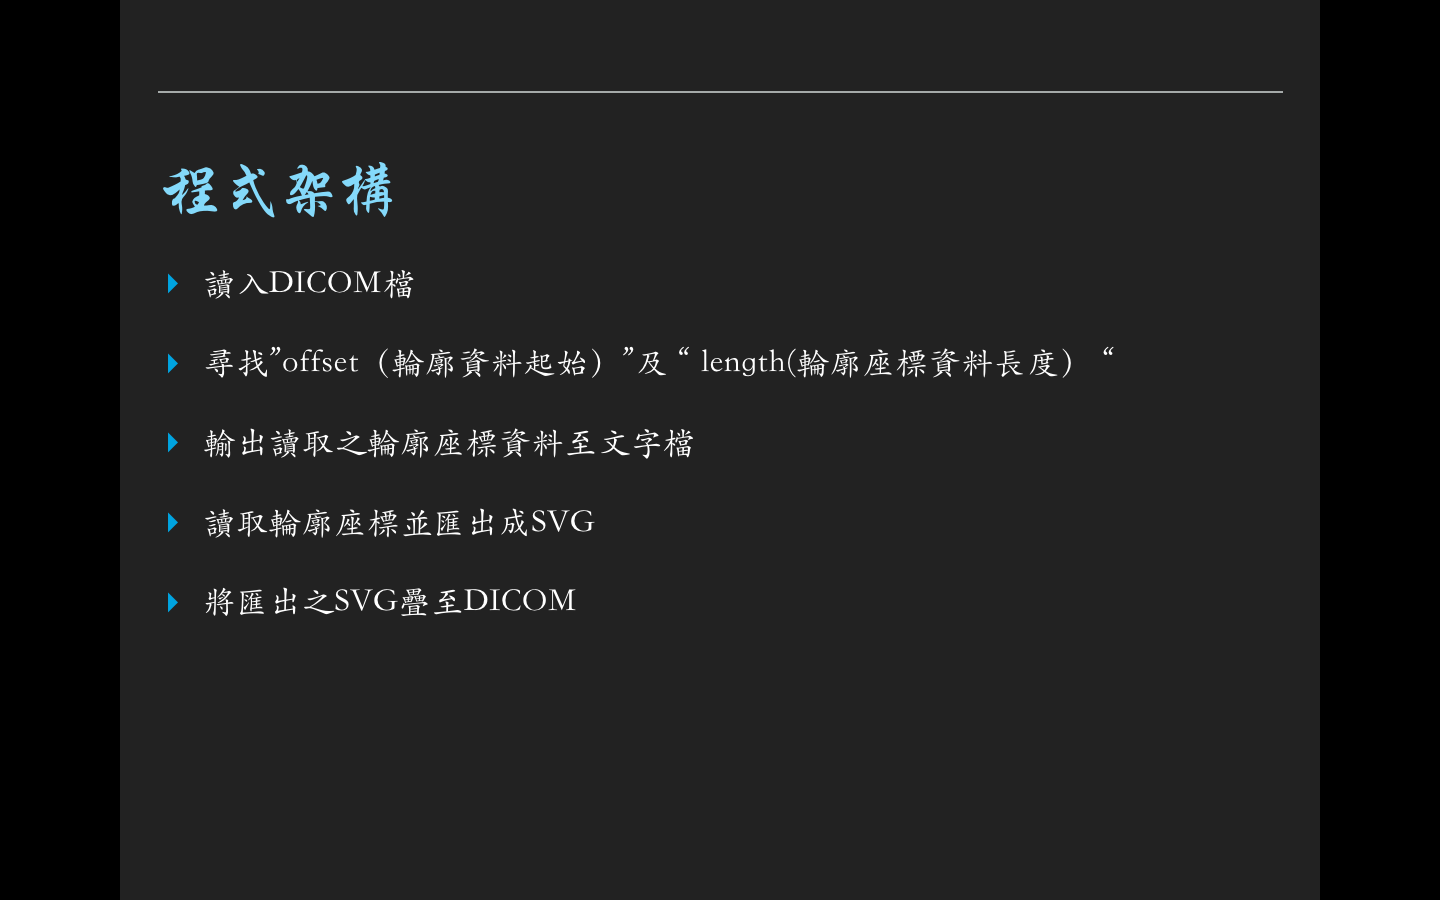 程式架構
讀入DICOM檔
尋找”offset（輪廓資料起始）”及 “ length(輪廓座標資料長度） “
輸出讀取之輪廓座標資料至文字檔
讀取輪廓座標並匯出成SVG
將匯出之SVG疊至DICOM